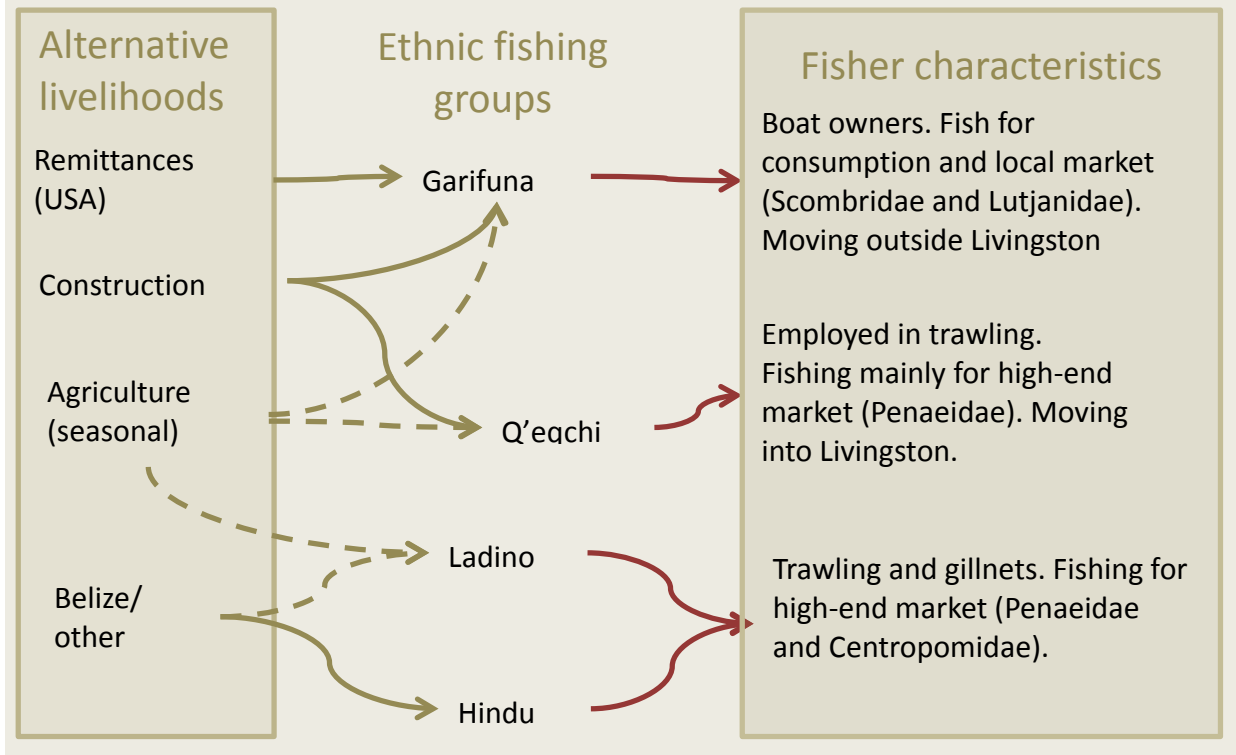 Alternative
livelihoods
Remittances
(USA)
Construction
Agriculture
(seasonal)
Belize/
other
Ethnic fishing
groups
Garifuna
Q’eqchi
Ladino
Hindu
Fisher characteristics
Boat owners. Fish for
consumption and local market
(Scombridae and Lutjanidae).
Moving outside Livingston
Employed in trawling.
Fishing mainly for high-end
market (Penaeidae). Moving
into Livingston.
Trawling and gillnets. Fishing for
high-end market (Penaeidae
and Centropomidae).